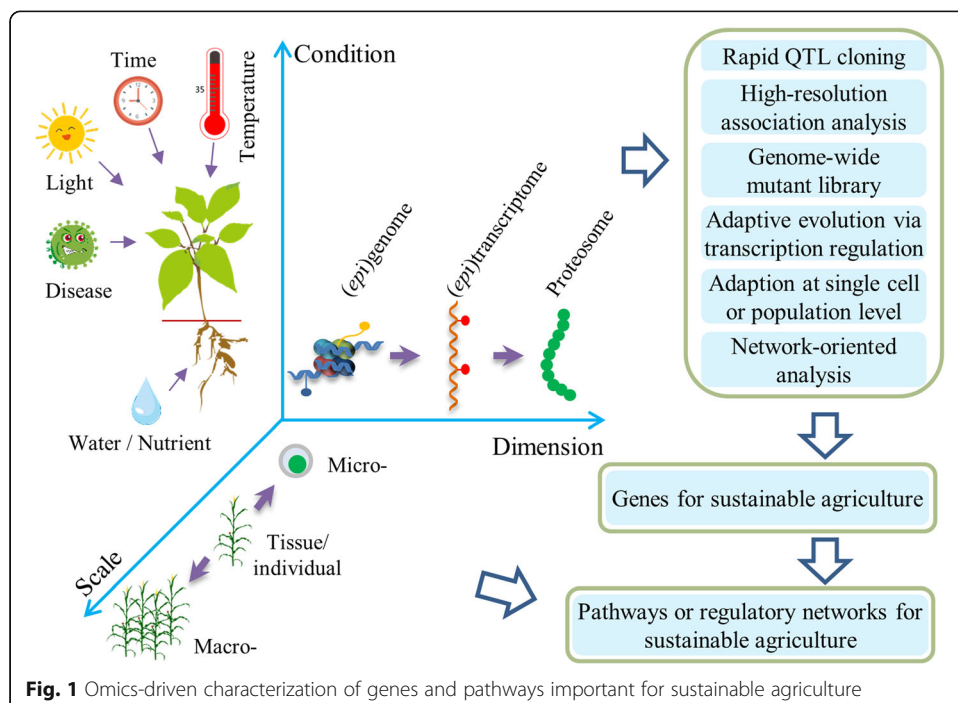 Time
Temperature
35
Light
Disease
Water / Nutrient
Condition
(epi)genome
(epi)transcriptome
Proteosome
Dimension
Micro-
Tissue/
individual
Macro-
Scale
Rapid QTL cloning
High-resolution
association analysis
Genome-wide
mutant library
Adaptive evolution via
transcription regulation
Adaption at single cell
or population level
Network-oriented
analysis
Genes for sustainable agriculture
Pathways or regulatory networks for
sustainable agriculture
Fig. 1 Omics-driven characterization of genes and pathways important for sustainable agriculture